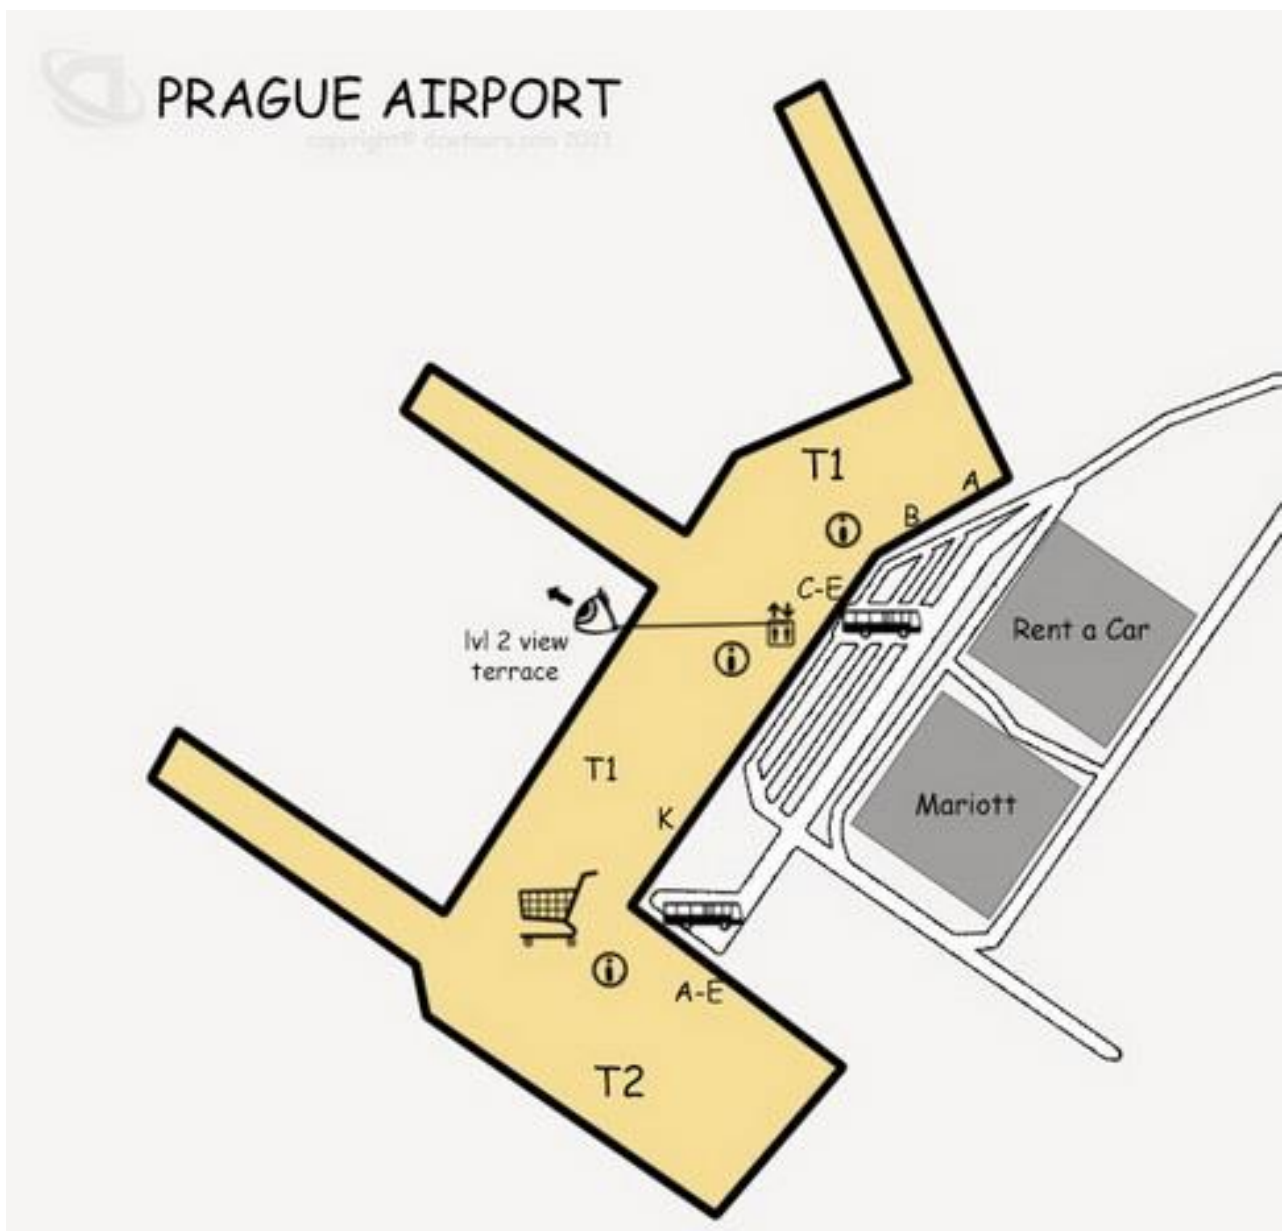 PRAGUE AIRPORT
T1
A
B
C-E
lvl 2 view
terrace
Rent a Car
T1
K
Mariott
A-E
T2